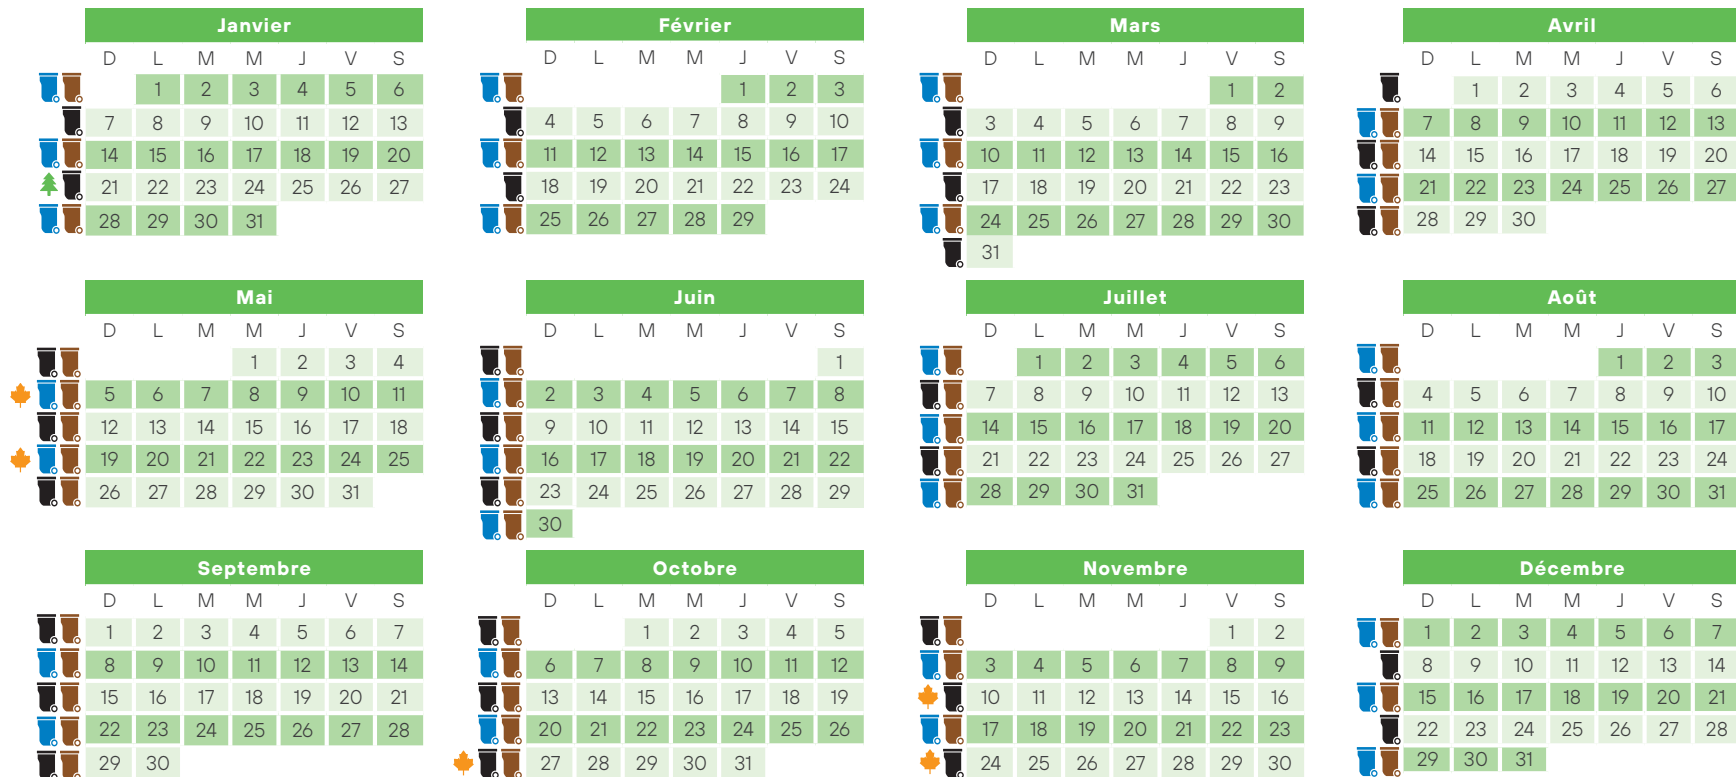 Janvier
D L M M J V S
1 2 3 4 5 6
7 8 9 10 11 12 13
14 15 16 17 18 19 20
21 22 23 24 25 26 27
28 29 30 31
Février
D L M M J V S
1 2 3
4 5 6 7 8 9 10
11 12 13 14 15 16 17
18 19 20 21 22 23 24
25 26 27 28 29
Mars
D L M M J V S
1 2
3 4 5 6 7 8 9
10 11 12 13 14 15 16
17 18 19 20 21 22 23
24 25 26 27 28 29 30
31
Avril
D L M M J V S
1 2 3 4 5 6
7 8 9 10 11 12 13
14 15 16 17 18 19 20
21 22 23 24 25 26 27
28 29 30
Mai
D L M M J V S
1 2 3 4
5 6 7 8 9 10 11
12 13 14 15 16 17 18
19 20 21 22 23 24 25
26 27 28 29 30 31
Juin
D L M M J V S
1
2 3 4 5 6 7 8
9 10 11 12 13 14 15
16 17 18 19 20 21 22
23 24 25 26 27 28 29
30
Juillet
D L M M J V S
1 2 3 4 5 6
7 8 9 10 11 12 13
14 15 16 17 18 19 20
21 22 23 24 25 26 27
28 29 30 31
Août
D L M M J V S
1 2 3
4 5 6 7 8 9 10
11 12 13 14 15 16 17
18 19 20 21 22 23 24
25 26 27 28 29 30 31
Septembre
D L M M J V S
1 2 3 4 5 6 7
8 9 10 11 12 13 14
15 16 17 18 19 20 21
22 23 24 25 26 27 28
29 30
Octobre
D L M M J V S
1 2 3 4 5
6 7 8 9 10 11 12
13 14 15 16 17 18 19
20 21 22 23 24 25 26
27 28 29 30 31
Novembre
D L M M J V S
1 2
3 4 5 6 7 8 9
10 11 12 13 14 15 16
17 18 19 20 21 22 23
24 25 26 27 28 29 30
Décembre
D L M M J V S
1 2 3 4 5 6 7
8 9 10 11 12 13 14
15 16 17 18 19 20 21
22 23 24 25 26 27 28
29 30 31